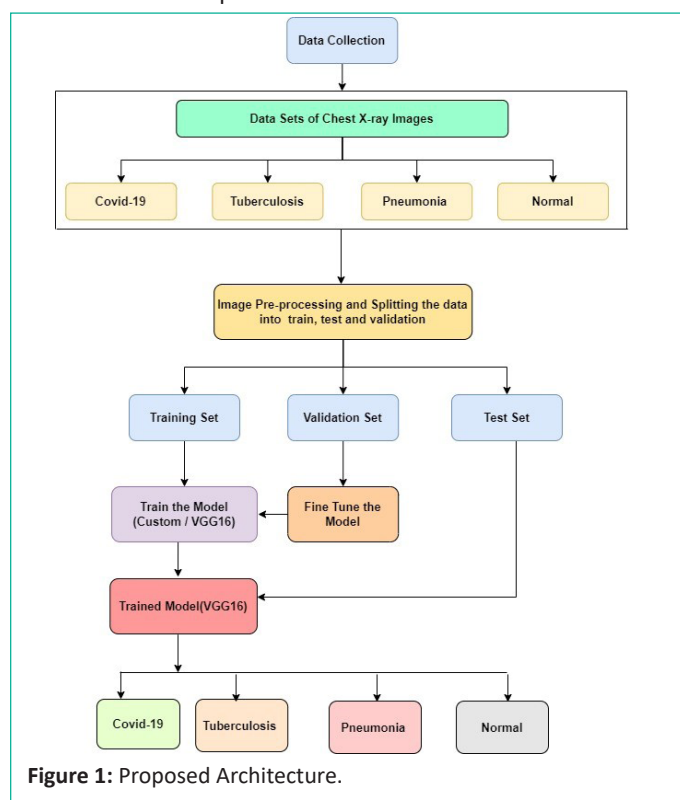 Data Collection
Data Sets of Chest X-ray Images
Covid-19
Tuberculosis
Pneumonia
Normal
Image Pre-processing and Splitting the data
into train, test and validation
Training Set
Validation Set
Test Set
Train the Model
(Custom / VGG16)
Fine Tune the
Model
Trained Model(VGG16)
Covid-19
Tuberculosis
Pneumonia
Normal
Figure 1: Proposed Architecture.